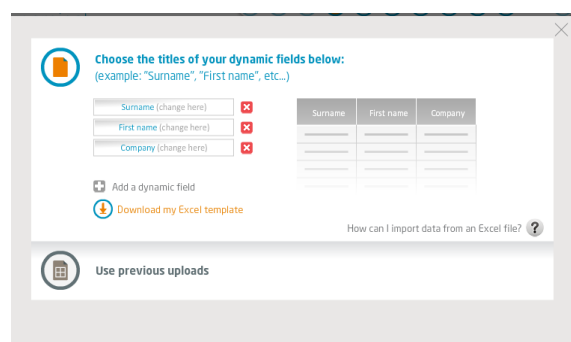 Choose the titles of your dynamic fields below:
(example: "Surname", "First name", etc...)
Surname (change here)
First name (change here)
Company (change here)
Surname First name Company
Add a dynamic field
Download my Excel template
How can I import data from an Excel file? ?
Use previous uploads